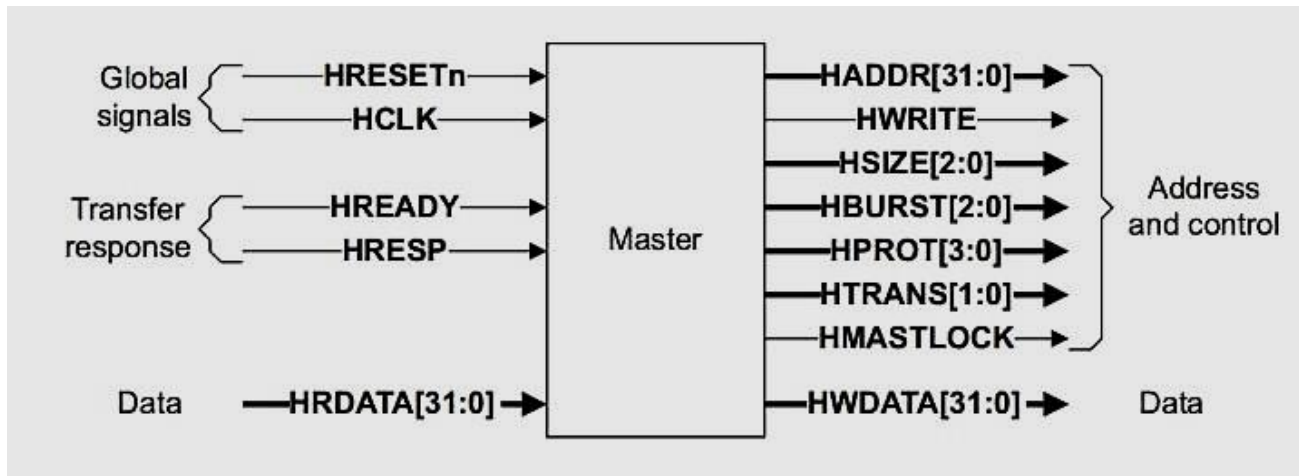 Global
signals
HRESETn
HCLK
Transfer
response
HREADY
HRESP
Data
HRDATA[31:0]
Master
HADDR[31:0]
HWRITE
HSIZE[2:0]
HBURST[2:0]
HPROT[3:0]
HTRANS[1:0]
HMASTLOCK
Address
and control
HWDATA[31:0]
Data